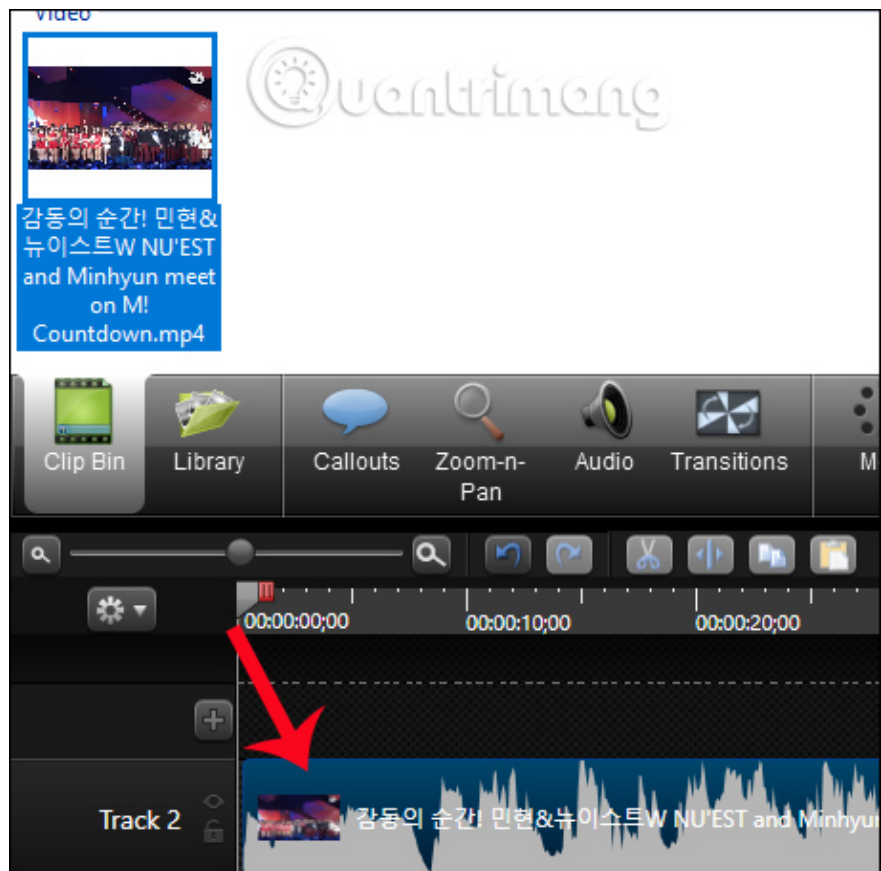 Video
Quantrimang
감동의 순간! 민현&
뉴이스트W NU'EST
and Minhyun meet
on M!
Countdown.mp4
Clip Bin
Library
Callouts
Zoom-n-
Pan
Audio
Transitions
M
00:00:00;00
00:00:10;00
00:00:20;00
Track 2
감동의 순간! 민현&뉴이스트W NU'EST and Minhyu